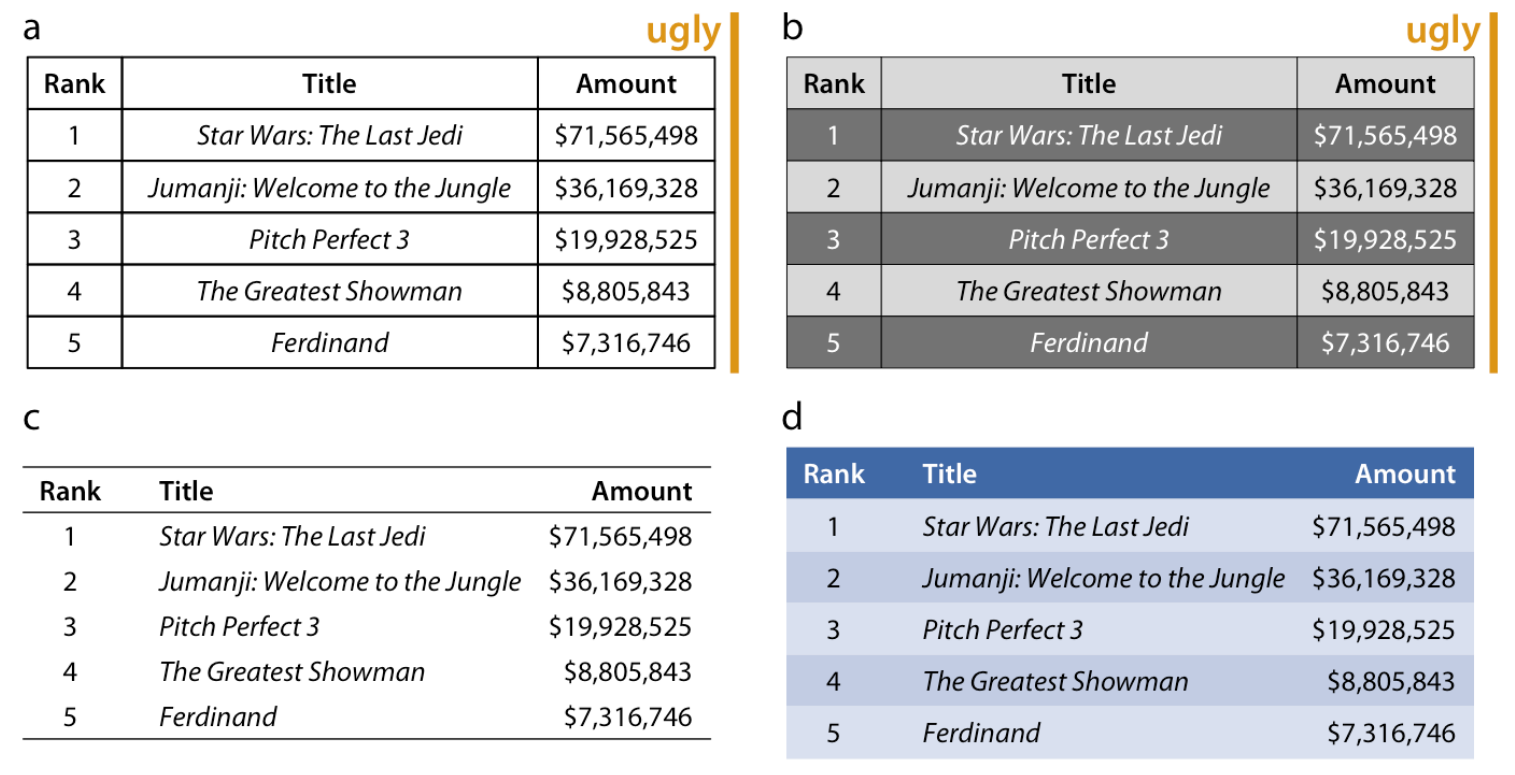 a
ugly
Rank Title Amount
1 Star Wars: The Last Jedi $71,565,498
2 Jumanji: Welcome to the Jungle $36,169,328
3 Pitch Perfect 3 $19,928,525
4 The Greatest Showman $8,805,843
5 Ferdinand $7,316,746
b
ugly
Rank Title Amount
1 Star Wars: The Last Jedi $71,565,498
2 Jumanji: Welcome to the Jungle $36,169,328
3 Pitch Perfect 3 $19,928,525
4 The Greatest Showman $8,805,843
5 Ferdinand $7,316,746
c
Rank Title Amount
1 Star Wars: The Last Jedi $71,565,498
2 Jumanji: Welcome to the Jungle $36,169,328
3 Pitch Perfect 3 $19,928,525
4 The Greatest Showman $8,805,843
5 Ferdinand $7,316,746
d
Rank Title Amount
1 Star Wars: The Last Jedi $71,565,498
2 Jumanji: Welcome to the Jungle $36,169,328
3 Pitch Perfect 3 $19,928,525
4 The Greatest Showman $8,805,843
5 Ferdinand $7,316,746